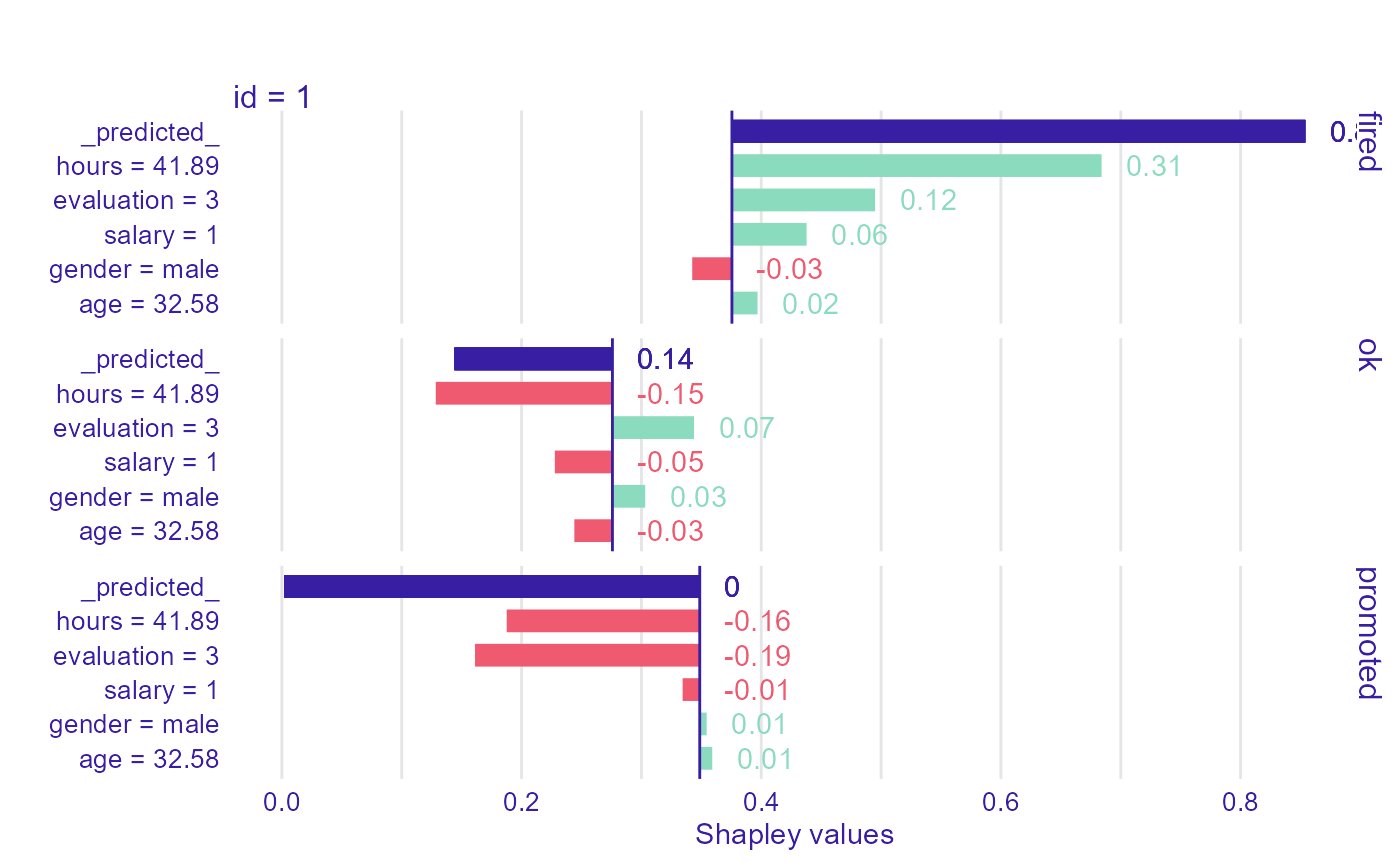 id = 1
_predicted_
hours = 41.89 0.31
evaluation = 3 0.12
salary = 1 0.06
gender = male -0.03
age = 32.58 0.02
fired
_predicted_ 0.14
hours = 41.89 -0.15
evaluation = 3 0.07
salary = 1 -0.05
gender = male 0.03
age = 32.58 -0.03
ok
_predicted_ 0
hours = 41.89 -0.16
evaluation = 3 -0.19
salary = 1 -0.01
gender = male 0.01
age = 32.58 0.01
promoted
0.0 0.2 0.4 0.6 0.8
Shapley values